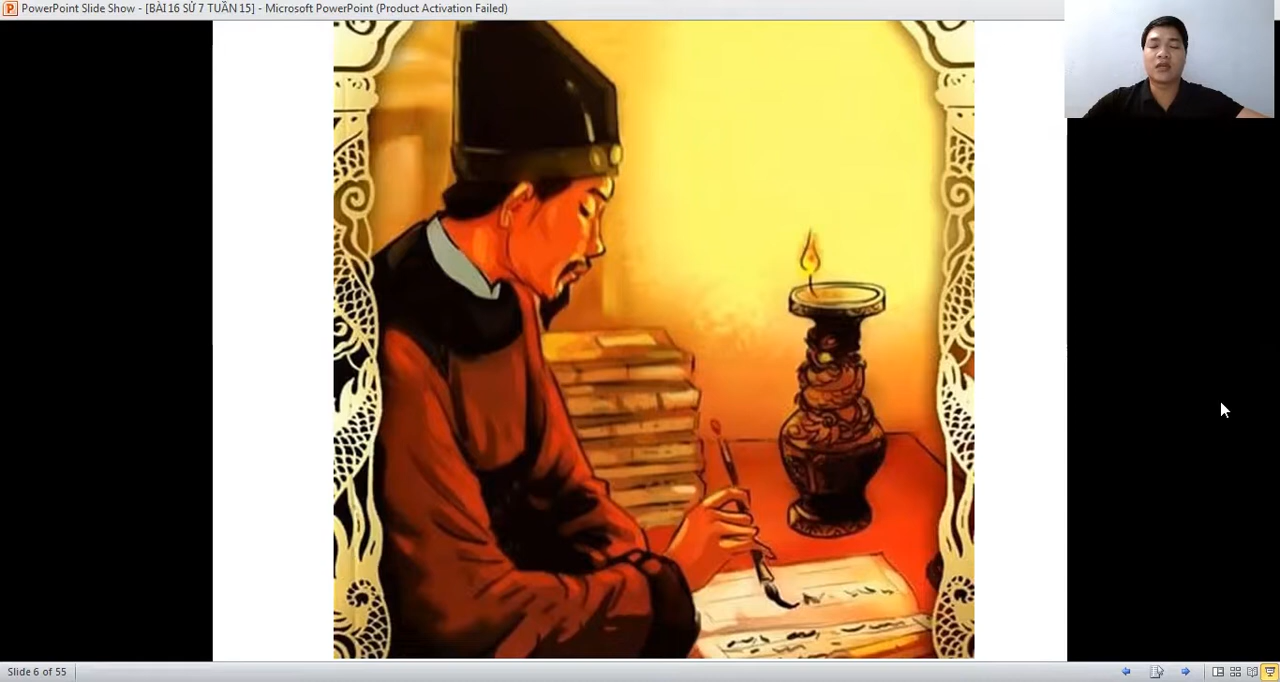 PowerPoint Slide Show - [BÀI 16 SỬ 7 TUẦN 15] - Microsoft PowerPoint (Product Activation Failed)
Slide 6 of 55